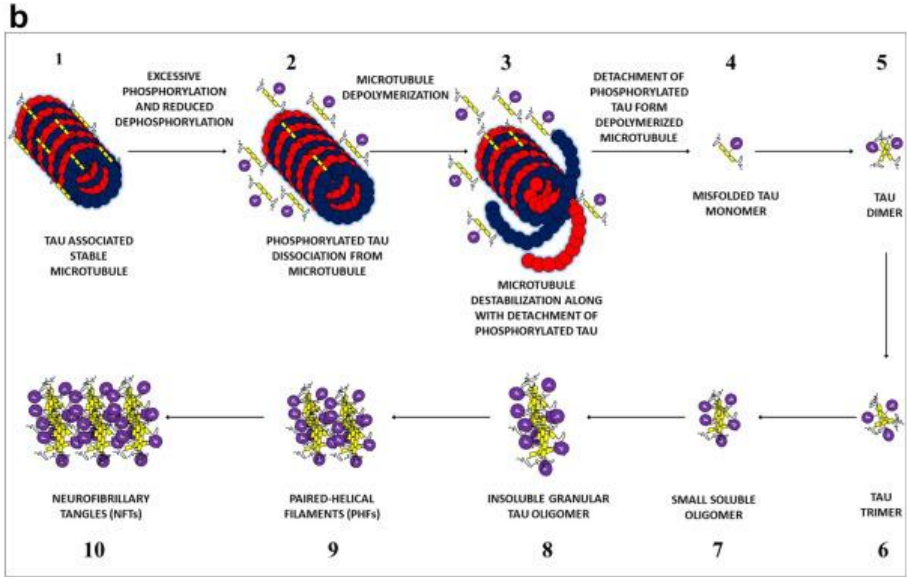 b
1
2
3
4
5
EXCESSIVE
PHOSPHORYLATION
AND REDUCED
DEPHOSPHORYLATION
MICROTUBULE
DEPOLYMERIZATION
DETACHMENT OF
PHOSPHORYLATED
TAU FORM
DEPOLYMERIZED
MICROTUBULE
TAU ASSOCIATED
STABLE
MICROTUBULE
PHOSPHORYLATED TAU
DISSOCIATION FROM
MICROTUBULE
MICROTUBULE
DESTABILIZATION ALONG
WITH DETACHMENT OF
PHOSPHORYLATED TAU
MISFOLDED TAU
MONOMER
TAU
DIMER
NEUROFIBRILLARY
TANGLES (NFTs)
PAIRED-HELICAL
FILAMENTS (PHFs)
INSOLUBLE GRANULAR
TAU OLIGOMER
SMALL SOLUBLE
OLIGOMER
TAU
TRIMER
10
9
8
7
6